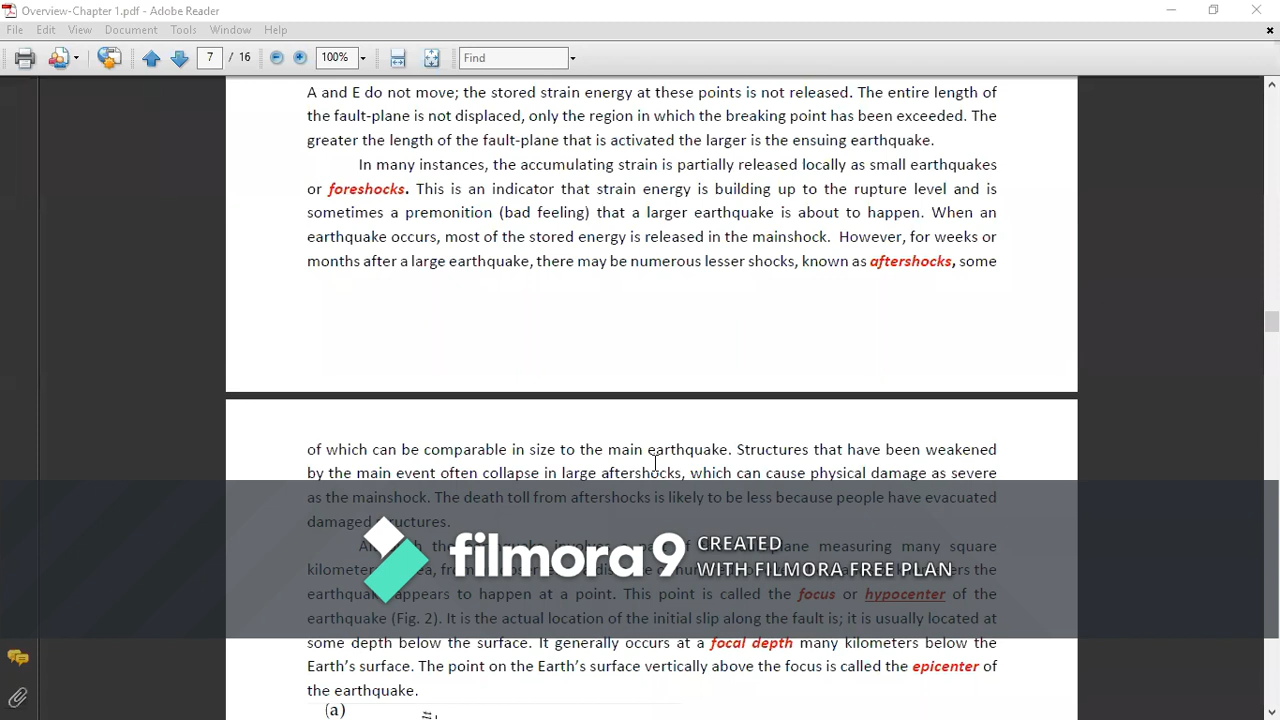 Overview-Chapter 1.pdf - Adobe Reader
File Edit View Document Tools Window Help
7 / 16 100% Find
A and E do not move; the stored strain energy at these points is not released. The entire length of
the fault-plane is not displaced, only the region in which the breaking point has been exceeded. The
greater the length of the fault-plane that is activated the larger is the ensuing earthquake.
In many instances, the accumulating strain is partially released locally as small earthquakes
or foreshocks. This is an indicator that strain energy is building up to the rupture level and is
sometimes a premonition (bad feeling) that a larger earthquake is about to happen. When an
earthquake occurs, most of the stored energy is released in the mainshock. However, for weeks or
months after a large earthquake, there may be numerous lesser shocks, known as aftershocks, some
of which can be comparable in size to the main earthquake. Structures that have been weakened
by the main event often collapse in large aftershocks, which can cause physical damage as severe
as the mainshock. The death toll from aftershocks is likely to be less because people have evacuated
damaged structures.
the involves a of plane measuring many square
the
earthquake appears to happen at a point. This point is called the focus or hypocenter of the
earthquake (Fig. 2). It is the actual location of the initial slip along the fault is; it is usually located at
some depth below the surface. It generally occurs at a focal depth many kilometers below the
Earth's surface. The point on the Earth's surface vertically above the focus is called the epicenter of
the earthquake.
(a)
filmora9 CREATED
WITH FILMORA FREE PLAN